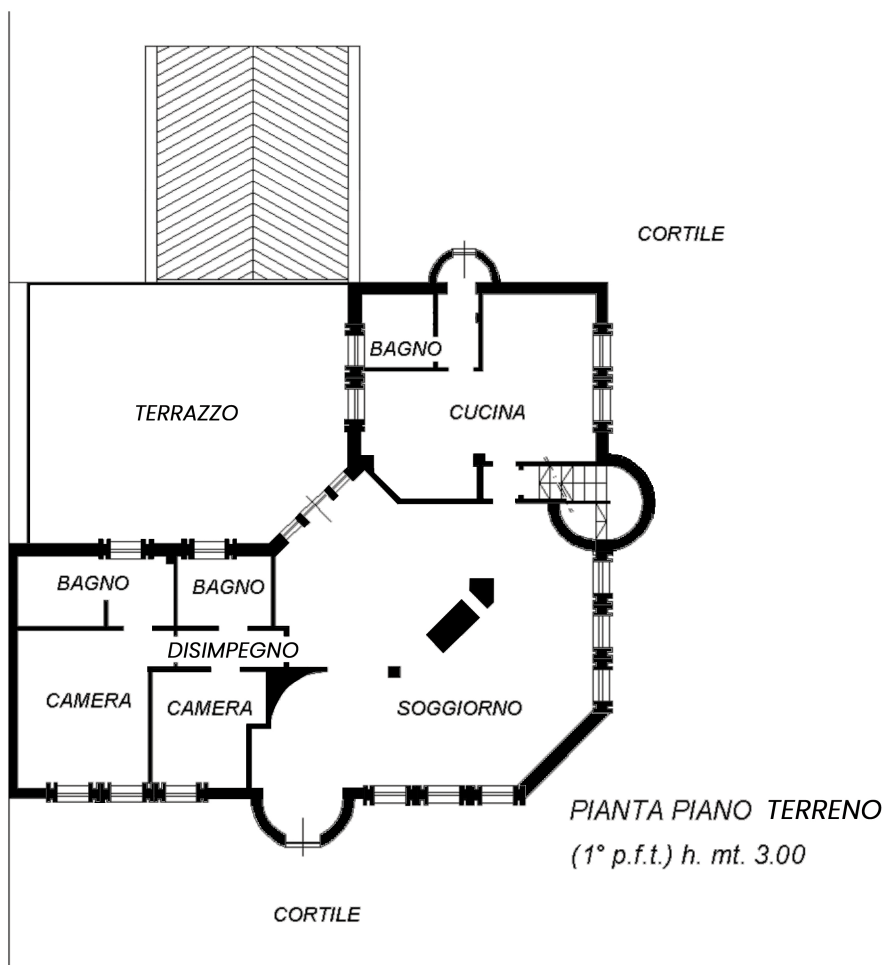 CORTILE
BAGNO
TERRAZZO
CUCINA
BAGNO
BAGNO
DISIMPEGNO
CAMERA
CAMERA
SOGGIORNO
PIANTA PIANO TERRENO
(1° p.f.t.) h. mt. 3.00
CORTILE